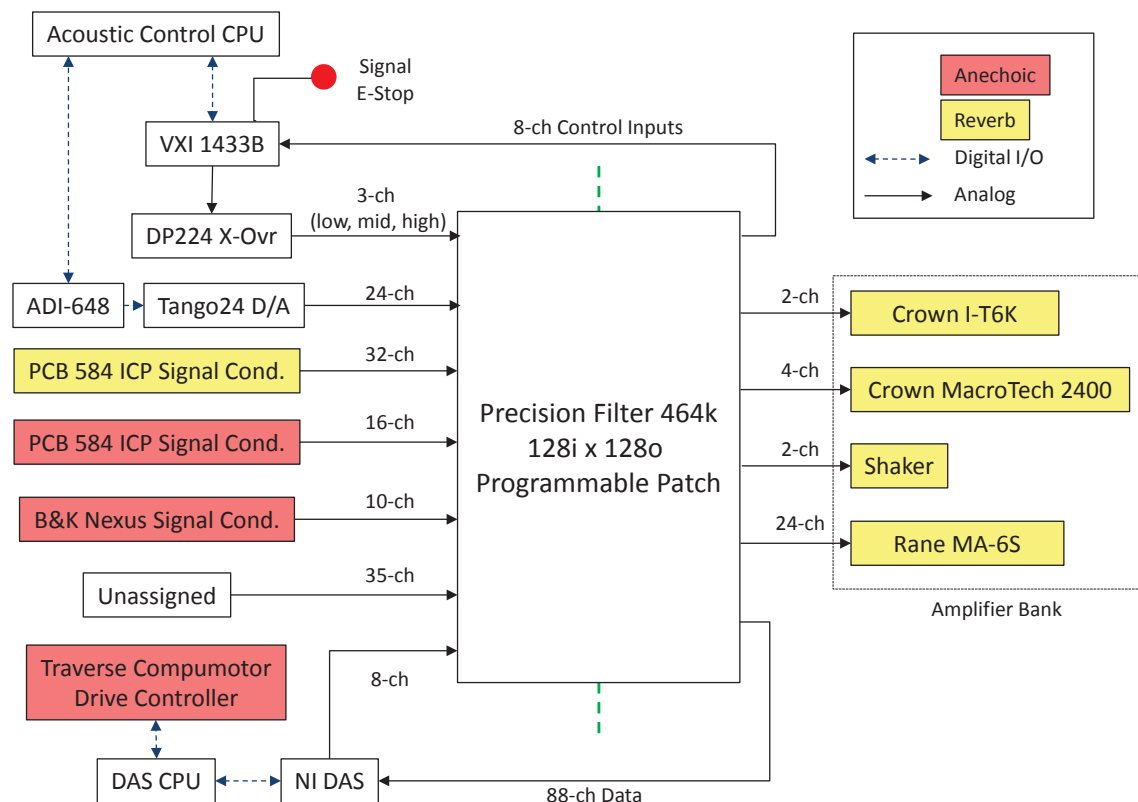 Acoustic Control CPU
Signal
E-Stop
VXI 1433B
8-ch Control Inputs
3-ch
(low, mid, high)
DP224 X-Ovr
ADI-648
Tango24 D/A
24-ch
PCB 584 ICP Signal Cond.
32-ch
PCB 584 ICP Signal Cond.
16-ch
B&K Nexus Signal Cond.
10-ch
Unassigned
35-ch
Traverse Compumotor
Drive Controller
8-ch
DAS CPU
NI DAS
88-ch Data
Precision Filter 464k
128i x 128o
Programmable Patch
Anechoic
Reverb
Digital I/O
Analog
2-ch
Crown I-T6K
4-ch
Crown MacroTech 2400
2-ch
Shaker
24-ch
Rane MA-6S
Amplifier Bank